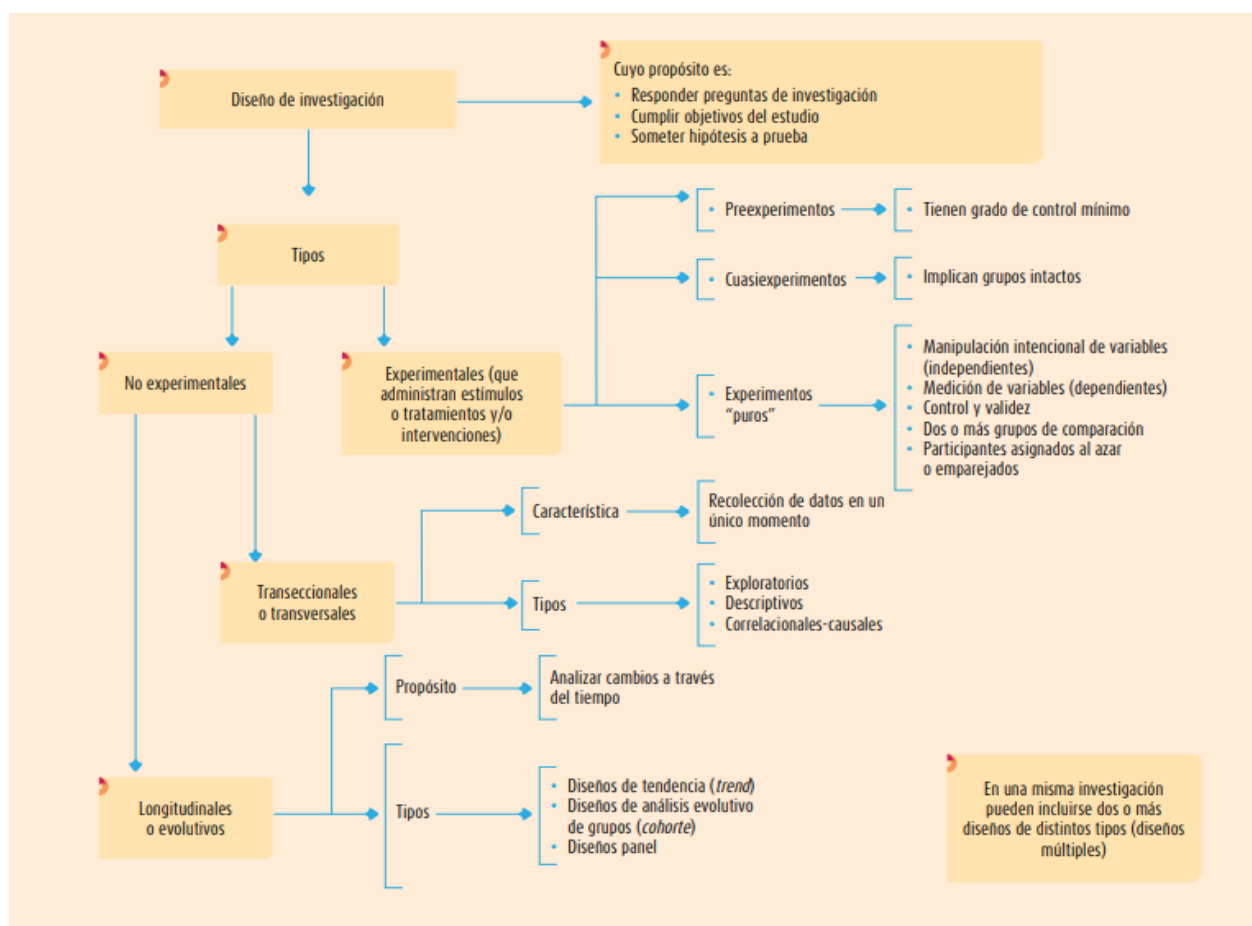 Diseño de investigación
Cuyo propósito es:
• Responder preguntas de investigación
• Cumplir objetivos del estudio
• Someter hipótesis a prueba
Tipos
• Preexperimentos
• Tienen grado de control mínimo
• Cuasiexperimentos
• Implican grupos intactos
No experimentales
Experimentales (que
administran estímulos
o tratamientos y/o
intervenciones)
• Experimentos
“puros”
• Manipulación intencional de variables
(independientes)
• Medición de variables (dependientes)
• Control y validez
• Dos o más grupos de comparación
• Participantes asignados al azar
o emparejados
Transeccionales
o transversales
Característica
Recolección de datos en un
único momento
Tipos
• Exploratorios
• Descriptivos
• Correlacionales-causales
Longitudinales
o evolutivos
Propósito
Analizar cambios a través
del tiempo
Tipos
• Diseños de tendencia (trend)
• Diseños de análisis evolutivo
de grupos (cohorte)
• Diseños panel
En una misma investigación
pueden incluirse dos o más
diseños de distintos tipos (diseños
múltiples)